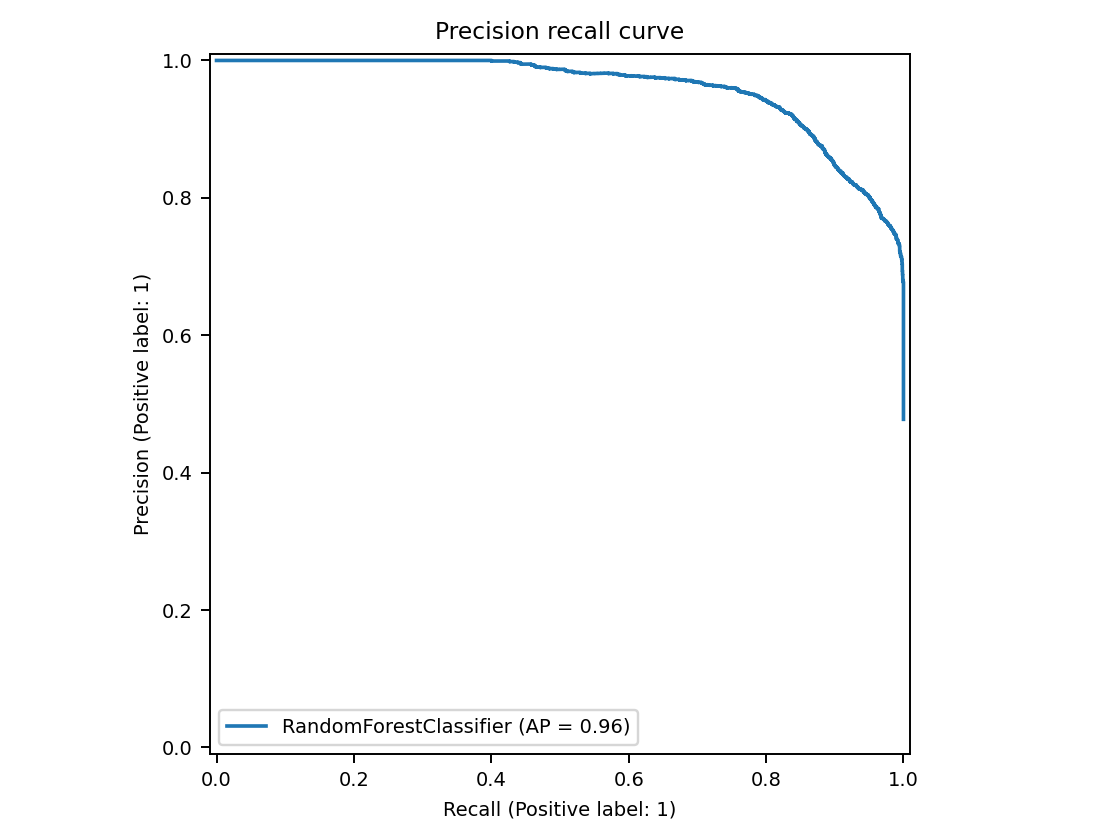 Precision recall curve
1.0
0.8
0.6
0.4
0.2
0.0
Precision (Positive label: 1)
RandomForestClassifier (AP = 0.96)
0.0 0.2 0.4 0.6 0.8 1.0
Recall (Positive label: 1)